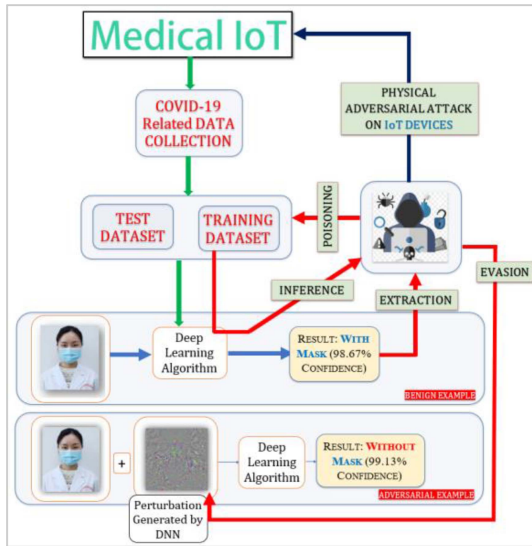 Medical IoT
COVID-19
Related DATA
COLLECTION
PHYSICAL
ADVERSARIAL ATTACK
ON IoT DEVICES
TEST
DATASET
TRAINING
DATASET
POISONING
INFERENCE
EXTRACTION
EVASION
Deep
Learning
Algorithm
RESULT: WITH
MASK (98.67%
CONFIDENCE)
BENIGN EXAMPLE
+
Deep
Learning
Algorithm
RESULT: WITHOUT
MASK (99.13%
CONFIDENCE)
ADVERSARIAL EXAMPLE
Perturbation
Generated by
DNN